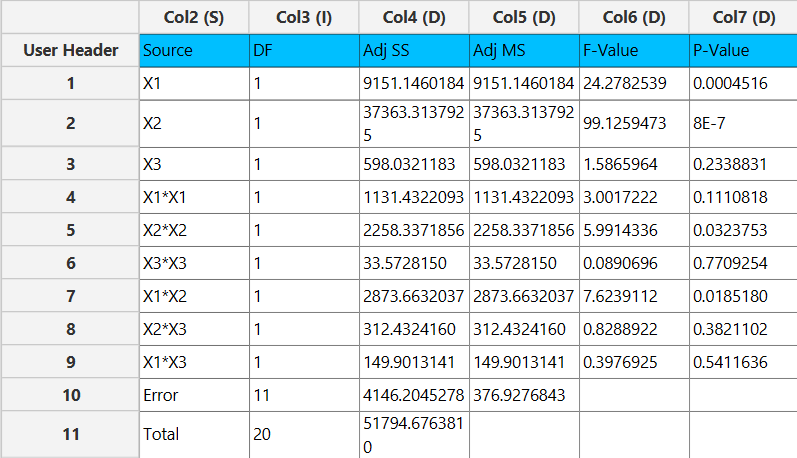 Col2 (S) Col3 (I) Col4 (D) Col5 (D) Col6 (D) Col7 (D)
User Header Source DF Adj SS Adj MS F-Value P-Value
1 X1 1 9151.1460184 9151.1460184 24.2782539 0.0004516
2 X2 1 37363.3137925 37363.3137925 99.1259473 8E-7
3 X3 1 598.0321183 598.0321183 1.5865964 0.2338831
4 X1*X1 1 1131.4322093 1131.4322093 3.0017222 0.1110818
5 X2*X2 1 2258.3371856 2258.3371856 5.9914336 0.0323753
6 X3*X3 1 33.5728150 33.5728150 0.0890696 0.7709254
7 X1*X2 1 2873.6632037 2873.6632037 7.6239112 0.0185180
8 X2*X3 1 312.4324160 312.4324160 0.8288922 0.3821102
9 X1*X3 1 149.9013141 149.9013141 0.3976925 0.5411636
10 Error 11 4146.2045278 376.9276843
11 Total 20 51794.6763810